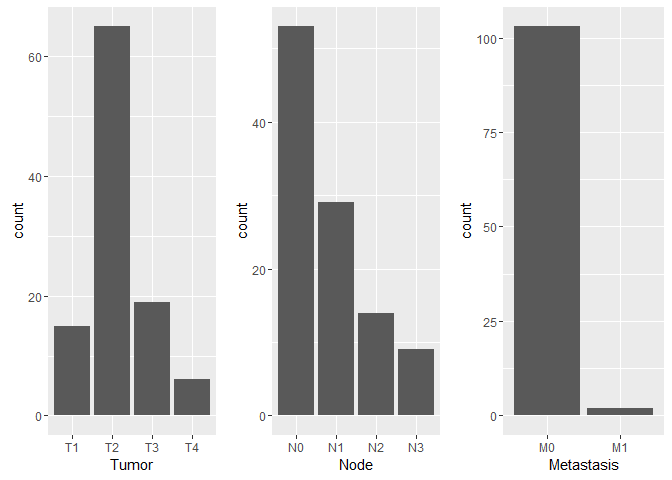 60
40
20
0
count
T1 T2 T3 T4
Tumor
40
20
0
count
N0 N1 N2 N3
Node
100
75
50
25
0
count
M0 M1
Metastasis